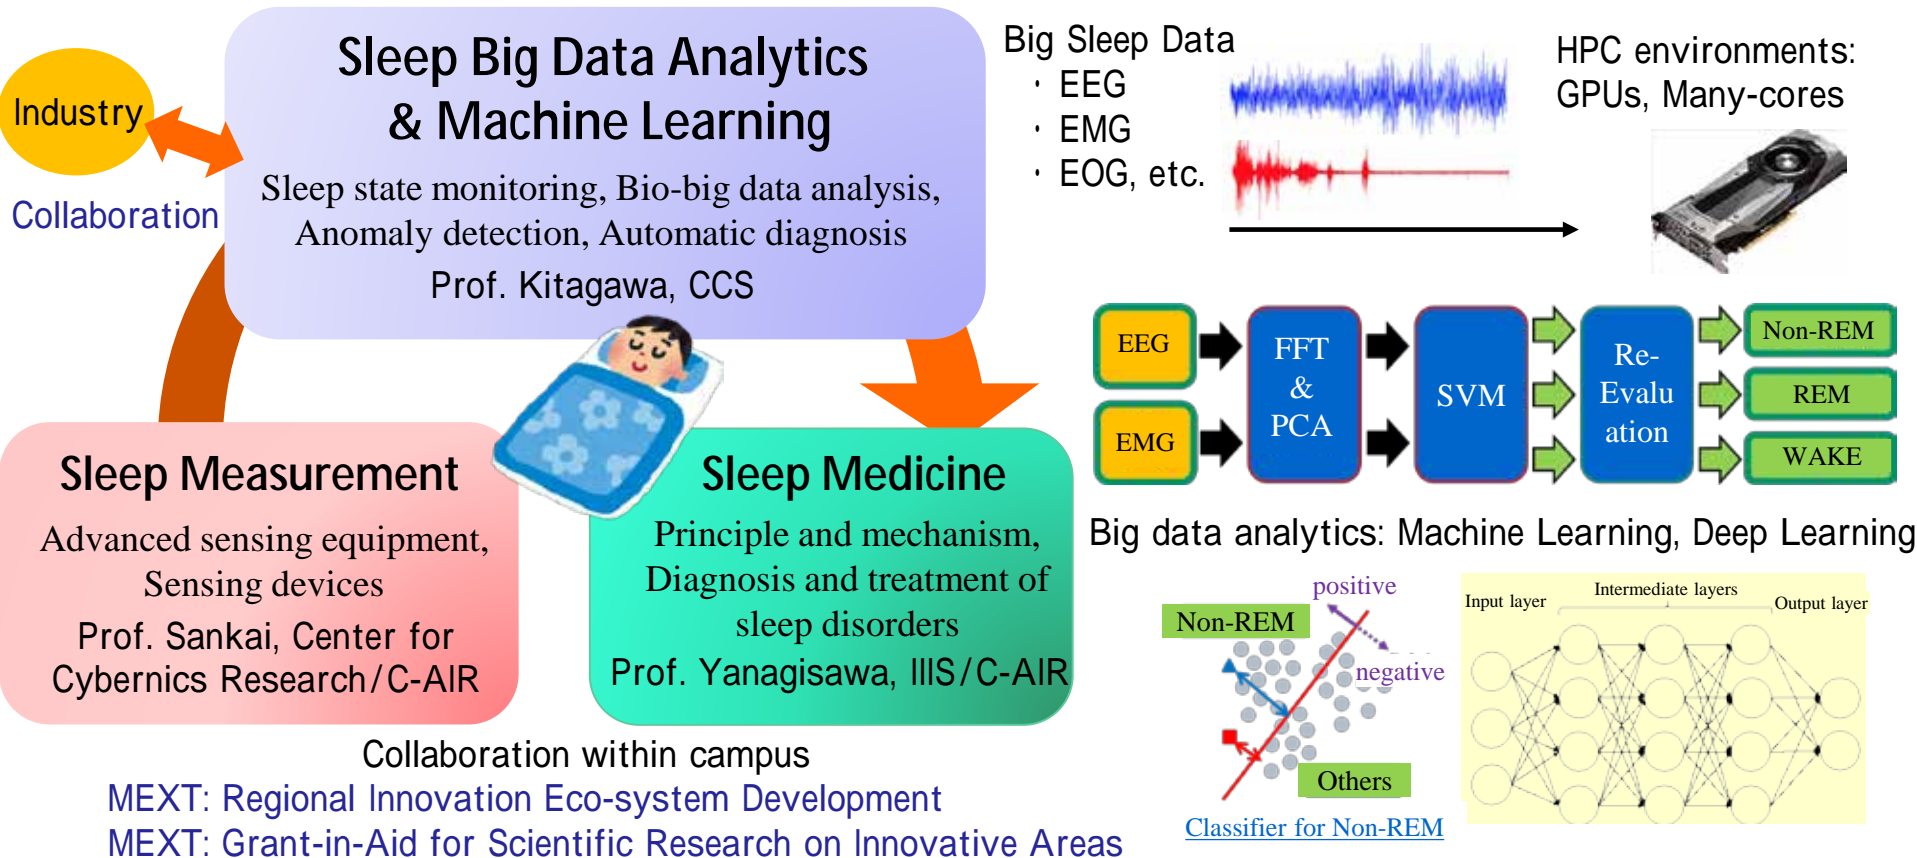 Sleep Big Data Analytics
& Machine Learning
Sleep state monitoring, Bio-big data analysis,
Anomaly detection, Automatic diagnosis
Prof. Kitagawa, CCS
Industry
Collaboration
Sleep Measurement
Advanced sensing equipment,
Sensing devices
Prof. Sankai, Center for
Cybernics Research/C-AIR
Sleep Medicine
Principle and mechanism,
Diagnosis and treatment of
sleep disorders
Prof. Yanagisawa, IIIS/C-AIR
Collaboration within campus
MEXT: Regional Innovation Eco-system Development
MEXT: Grant-in-Aid for Scientific Research on Innovative Areas
Big Sleep Data
・EEG
・EMG
・EOG, etc.
HPC environments:
GPUs, Many-cores
EEG
EMG
FFT
&
PCA
SVM
Re-
Evalu
ation
Non-REM
REM
WAKE
Big data analytics: Machine Learning, Deep Learning
positive
Non-REM
negative
Others
Classifier for Non-REM
Input layer
Intermediate layers
Output layer